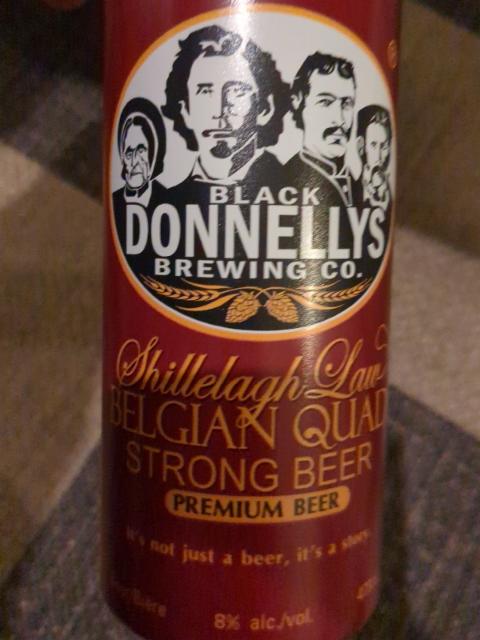 BLACK
DONNELLYS
BREWING CO.
Shillelagh Law
BELGIAN QUAD
STRONG BEER
PREMIUM BEER
It's not just a beer, it's a story.
8% alc./vol.